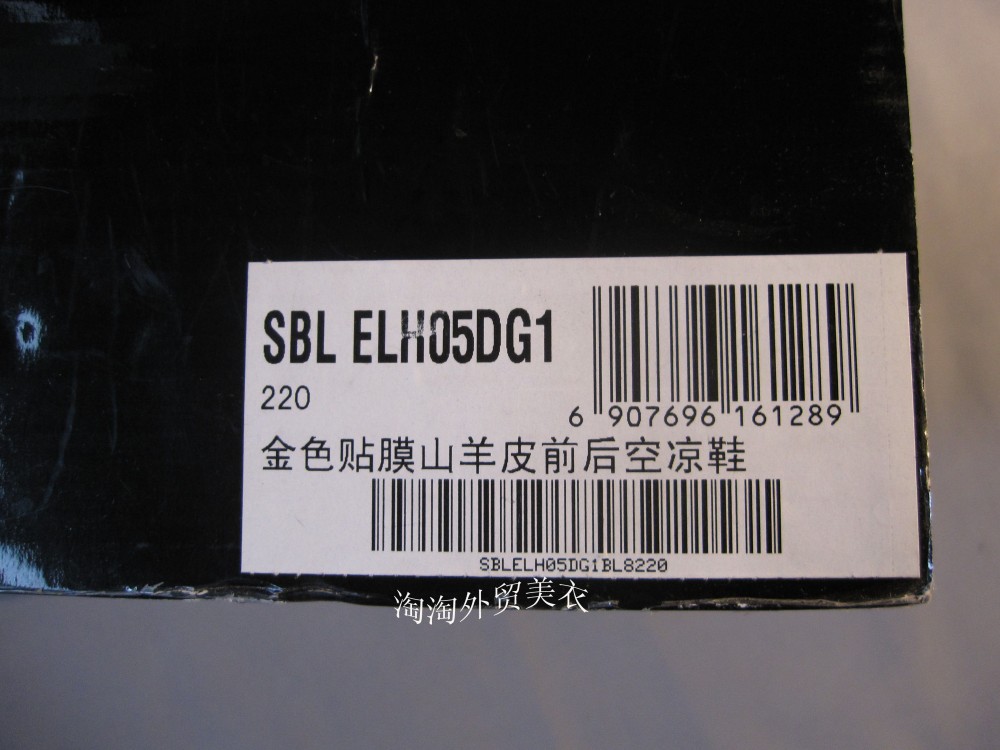 SBL ELH05DG1
220
6 907696 161289
金色贴膜山羊皮前后空凉鞋
SBLELH05DG1BL8220
淘淘外贸美衣